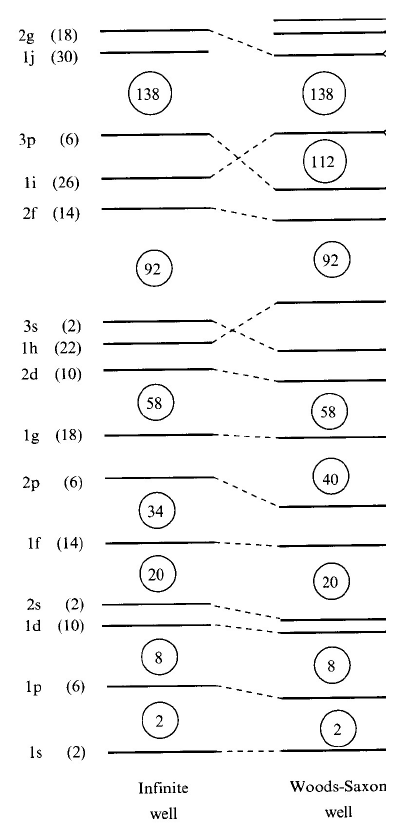 2g (18)
1j (30)
138 138
3p (6)
112
1i (26)
2f (14)
92 92
3s (2)
1h (22)
2d (10)
58 58
1g (18)
2p (6) 40
34
1f (14)
20 20
2s (2)
1d (10)
8 8
1p (6)
2 2
1s (2)
Infinite Woods-Saxon
well well